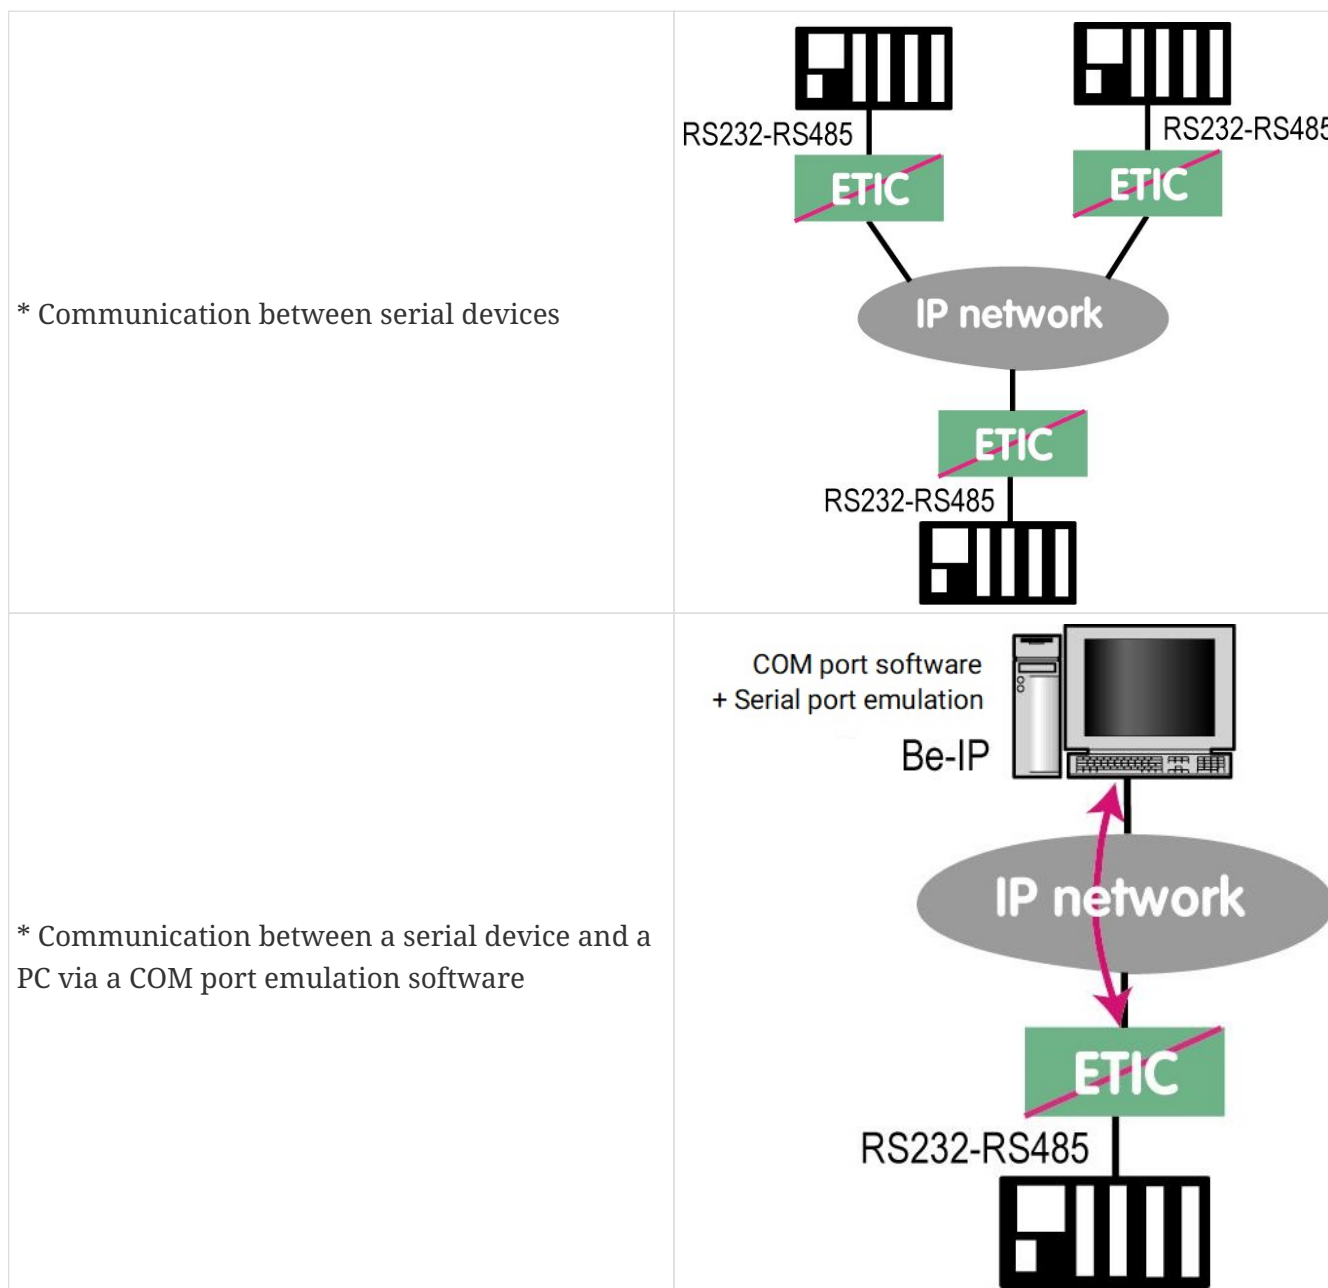 * Communication between serial devices
RS232-RS485
RS232-RS485
ETIC
ETIC
IP network
ETIC
RS232-RS485
* Communication between a serial device and a
PC via a COM port emulation software
COM port software
+ Serial port emulation
Be-IP
IP network
ETIC
RS232-RS485